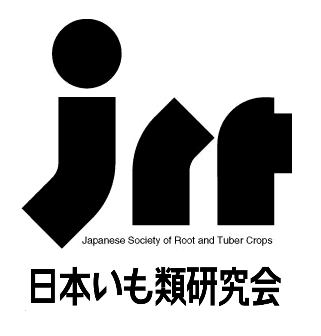 jrt
Japanese Society of Root and Tuber Crops
日本いも類研究会